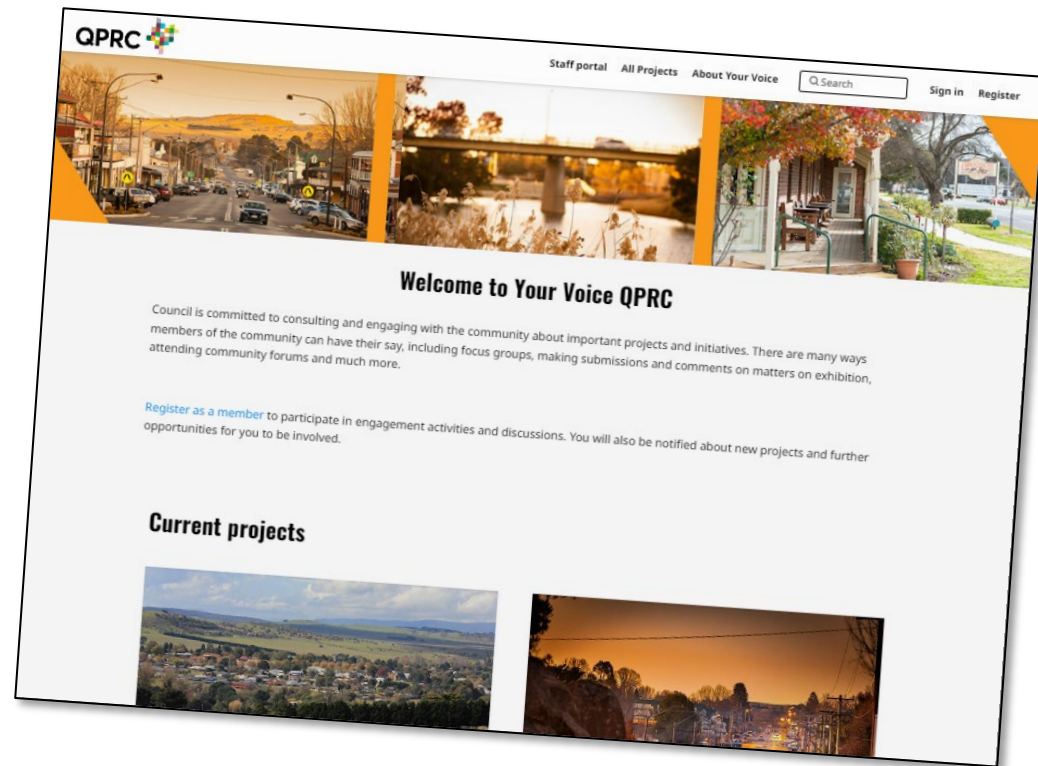 QPRC
Staff portal All Projects About Your Voice Search Sign in Register
Welcome to Your Voice QPRC
Council is committed to consulting and engaging with the community about important projects and initiatives. There are many ways
members of the community can have their say, including focus groups, making submissions and comments on matters on exhibition,
attending community forums and much more.
Register as a member to participate in engagement activities and discussions. You will also be notified about new projects and further
opportunities for you to be involved.
Current projects